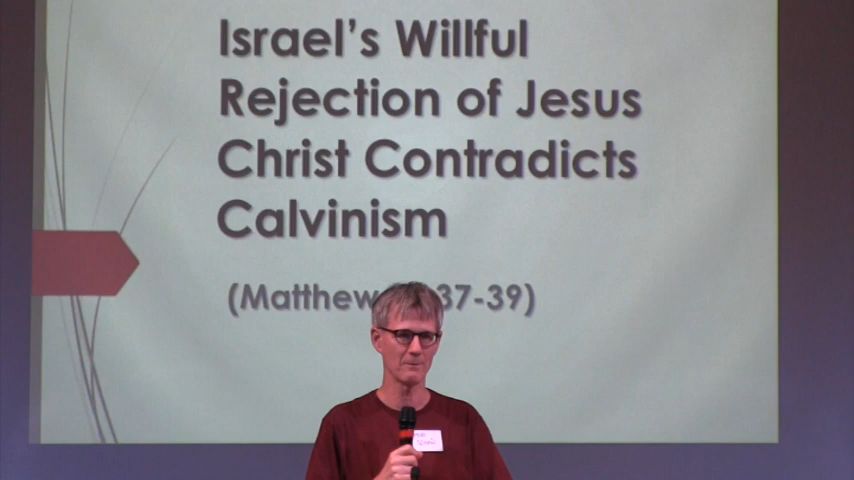 Israel's Willful
Rejection of Jesus
Christ Contradicts
Calvinism
(Matthew 37-39)